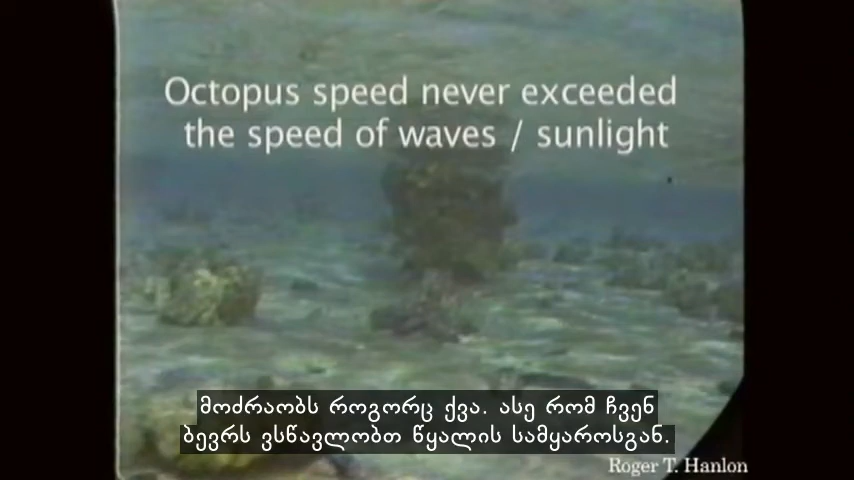 Octopus speed never exceeded
the speed of waves / sunlight
მოძრაობს როგორც ქვა. ასე რომ ჩვენ
ბევრს ვსწავლობთ წყალის სამყაროსგან.
Roger T. Hanlon